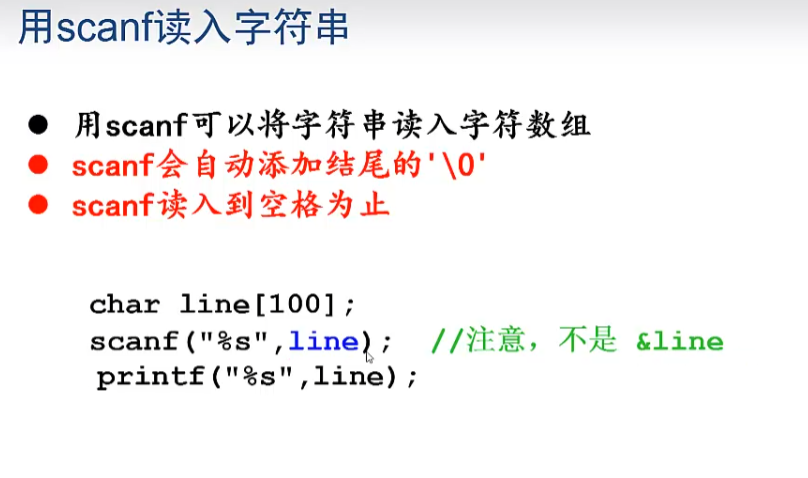 用scanf读入字符串
● 用scanf可以将字符串读入字符数组
● scanf会自动添加结尾的'\0'
● scanf读入到空格为止
char line[100];
scanf("%s",line); //注意，不是 &line
printf("%s",line);